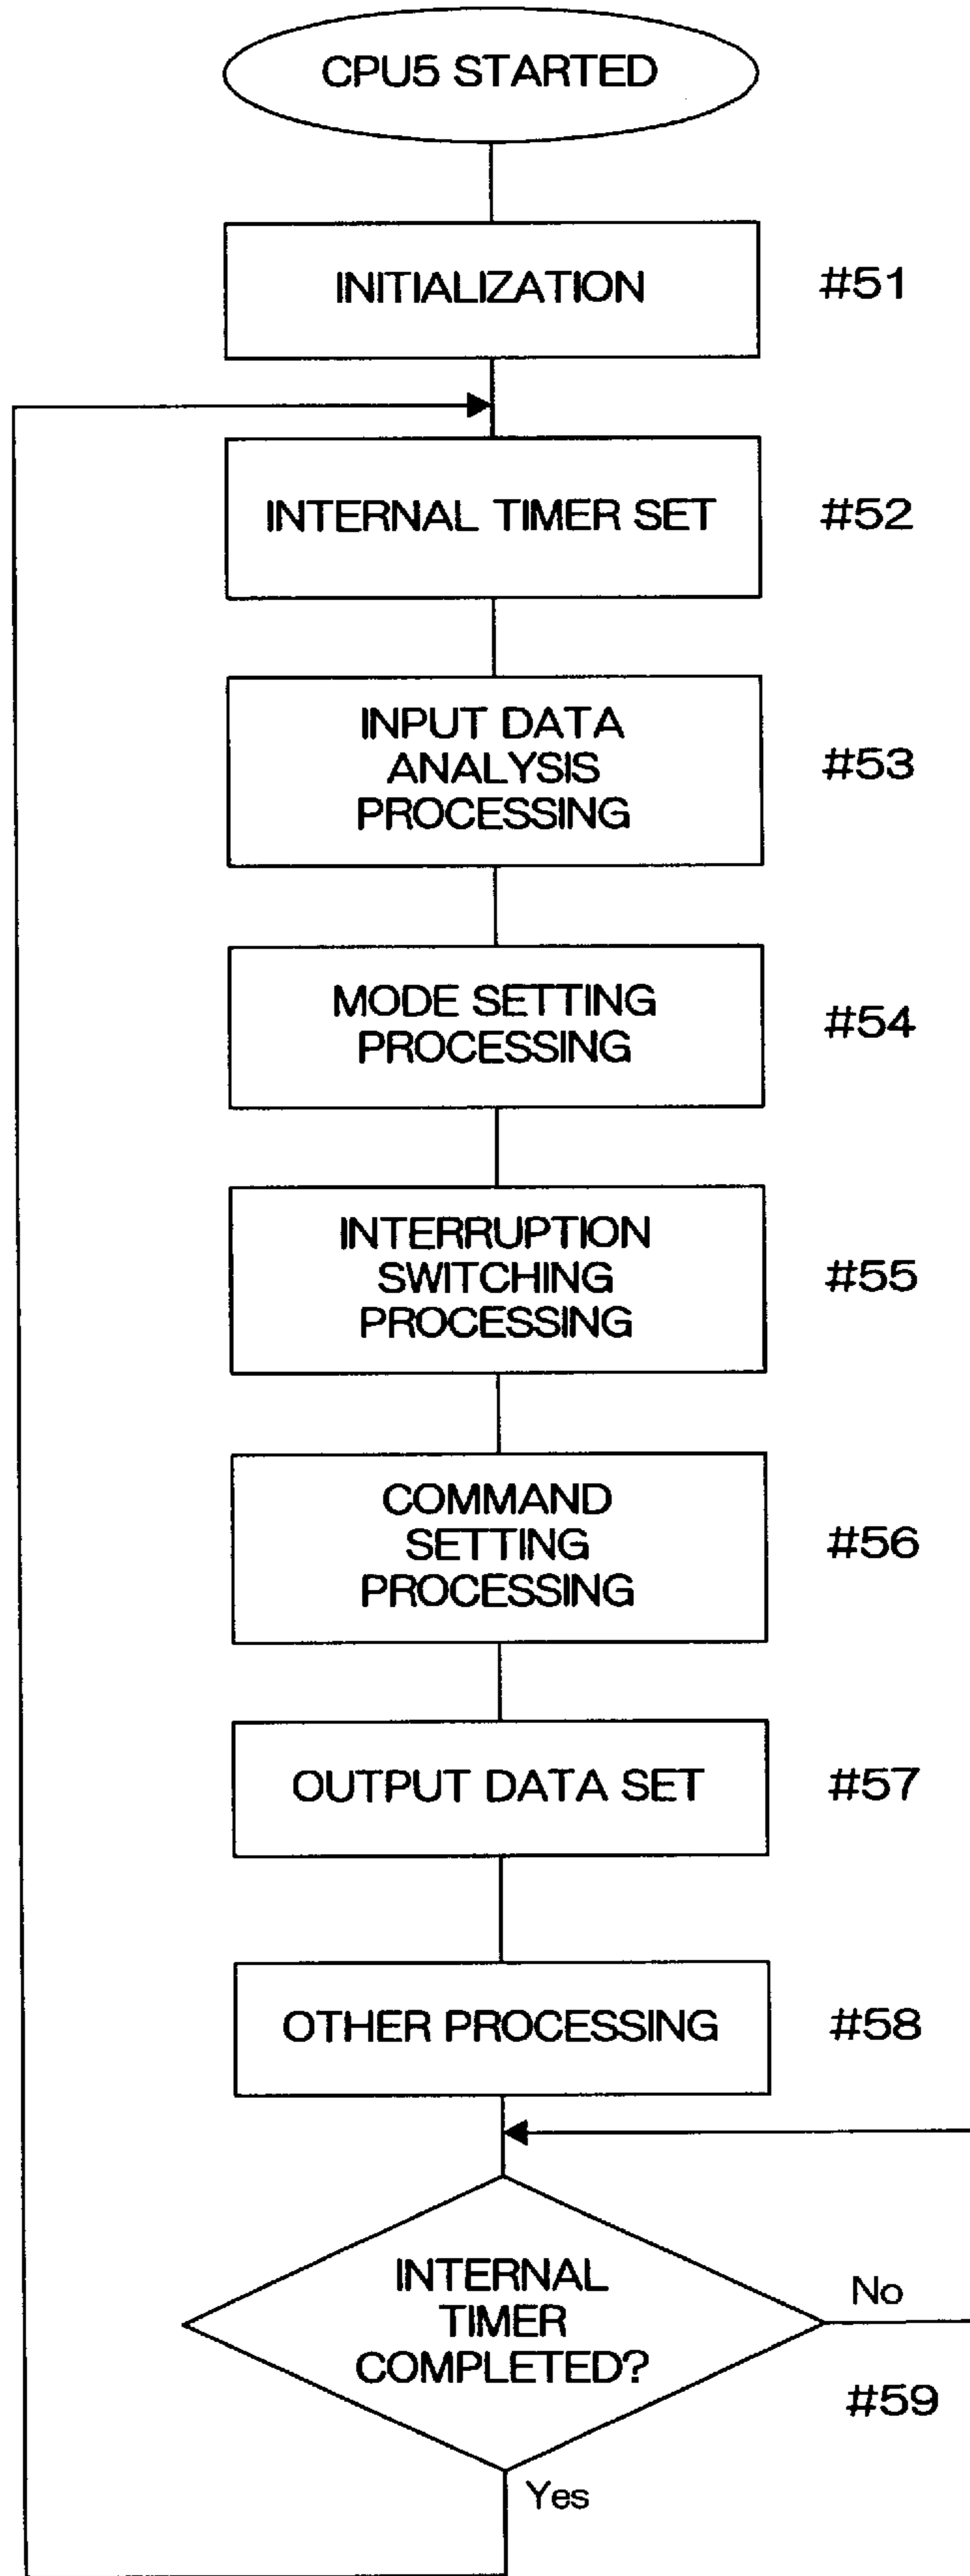 CPU5 STARTED
INITIALIZATION
#51
INTERNAL TIMER SET
#52
INPUT DATA
ANALYSIS
PROCESSING
#53
MODE SETTING
PROCESSING
#54
INTERRUPTION
SWITCHING
PROCESSING
#55
COMMAND
SETTING
PROCESSING
#56
OUTPUT DATA SET
#57
OTHER PROCESSING
#58
INTERNAL
TIMER
COMPLETED?
No
#59
Yes